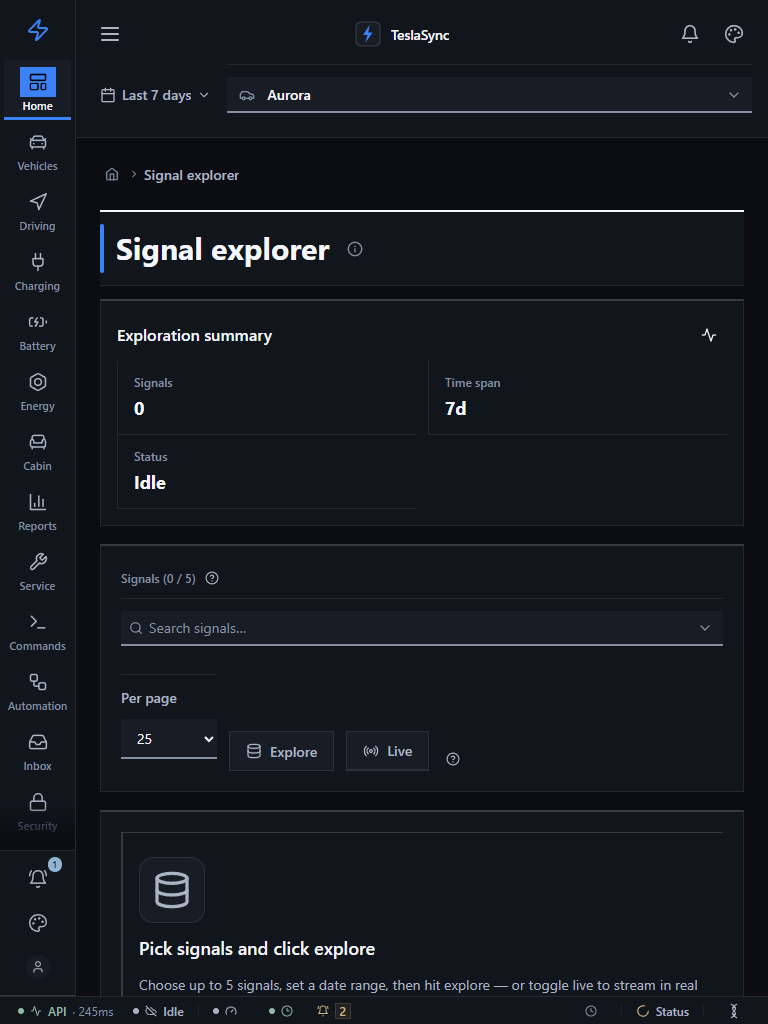 TeslaSync
Last 7 days
Aurora
Home
Vehicles
Driving
Charging
Battery
Energy
Cabin
Reports
Service
Commands
Automation
Inbox
Security
1
Signal explorer
Signal explorer
Exploration summary
Signals
0
Time span
7d
Status
Idle
Signals (0 / 5)
Search signals...
Per page
25
Explore
Live
Pick signals and click explore
Choose up to 5 signals, set a date range, then hit explore — or toggle live to stream in real
API · 245ms
Idle
2
Status